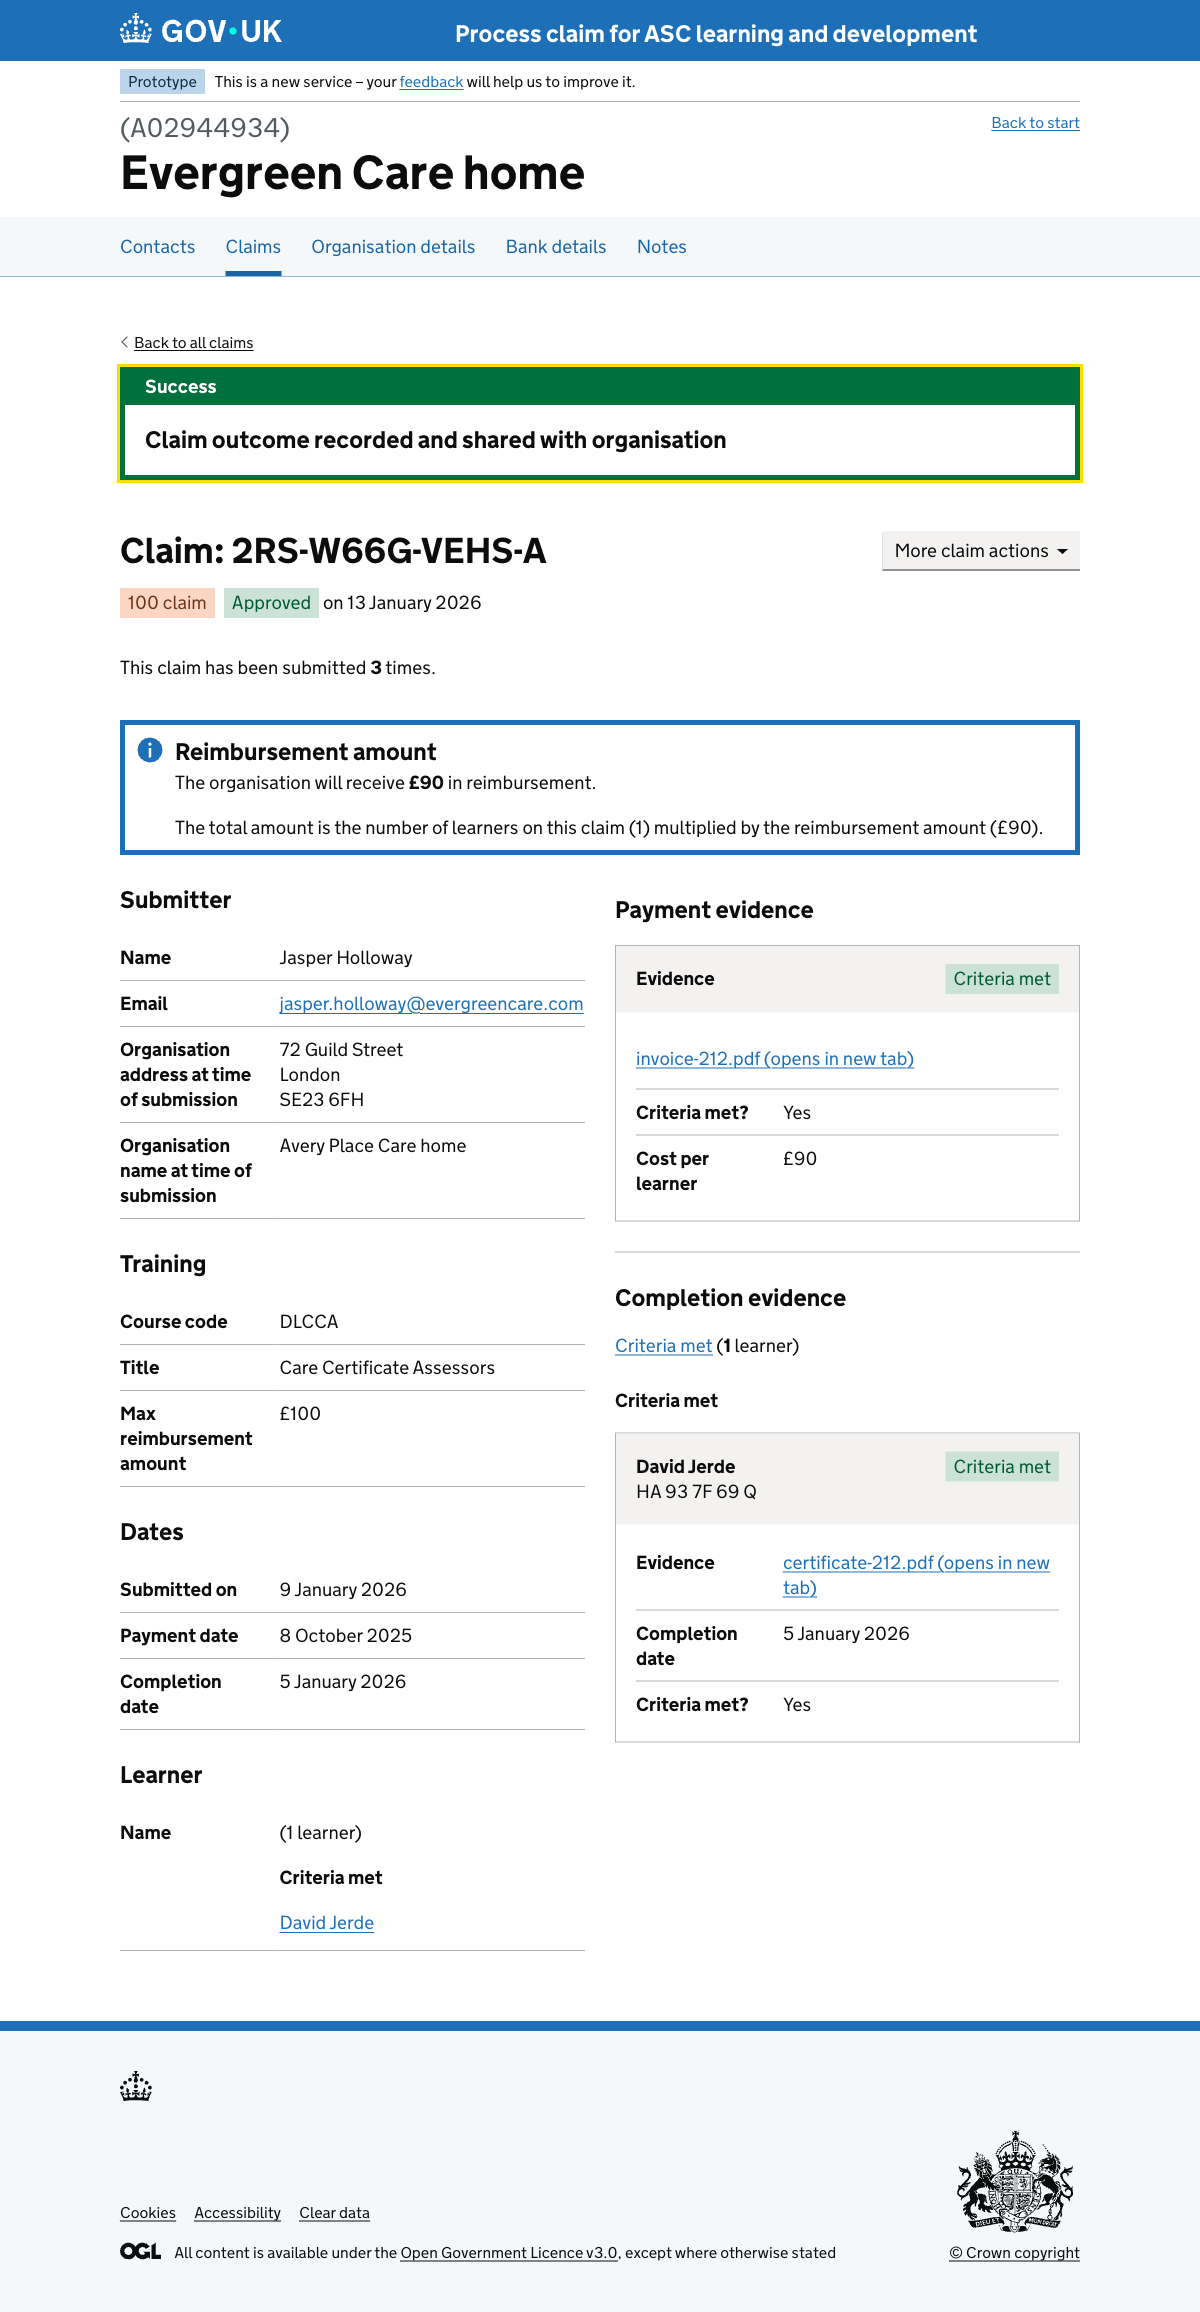 GOV·UK
Process claim for ASC learning and development
Prototype This is a new service – your feedback will help us to improve it.
(A02944934)
Back to start
Evergreen Care home
Contacts Claims Organisation details Bank details Notes
Back to all claims
Success
Claim outcome recorded and shared with organisation
Claim: 2RS-W66G-VEHS-A
More claim actions
100 claim Approved on 13 January 2026
This claim has been submitted 3 times.
Reimbursement amount
The organisation will receive £90 in reimbursement.
The total amount is the number of learners on this claim (1) multiplied by the reimbursement amount (£90).
Submitter
Name Jasper Holloway
Email jasper.holloway@evergreencare.com
Organisation 72 Guild Street
address at time London
of submission SE23 6FH
Organisation Avery Place Care home
name at time of
submission
Training
Course code DLCCA
Title Care Certificate Assessors
Max £100
reimbursement
amount
Dates
Submitted on 9 January 2026
Payment date 8 October 2025
Completion 5 January 2026
date
Learner
Name (1 learner)
Criteria met
David Jerde
Payment evidence
Evidence Criteria met
invoice-212.pdf (opens in new tab)
Criteria met? Yes
Cost per £90
learner
Completion evidence
Criteria met (1 learner)
Criteria met
David Jerde Criteria met
HA 93 7F 69 Q
Evidence certificate-212.pdf (opens in new
tab)
Completion 5 January 2026
date
Criteria met? Yes
Cookies Accessibility Clear data
OGL All content is available under the Open Government Licence v3.0, except where otherwise stated
© Crown copyright